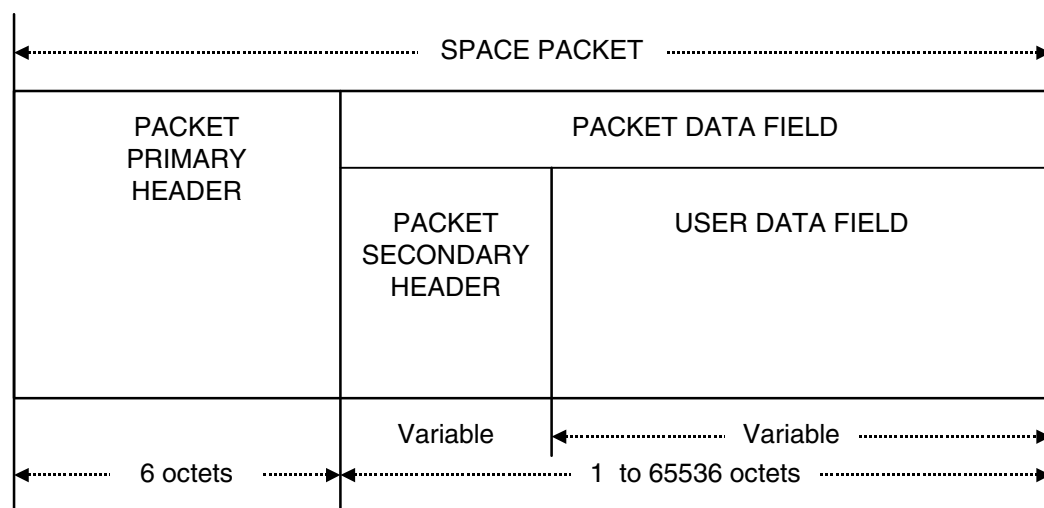 SPACE PACKET
PACKET
PRIMARY
HEADER
PACKET DATA FIELD
PACKET
SECONDARY
HEADER
USER DATA FIELD
Variable
Variable
6 octets
1 to 65536 octets